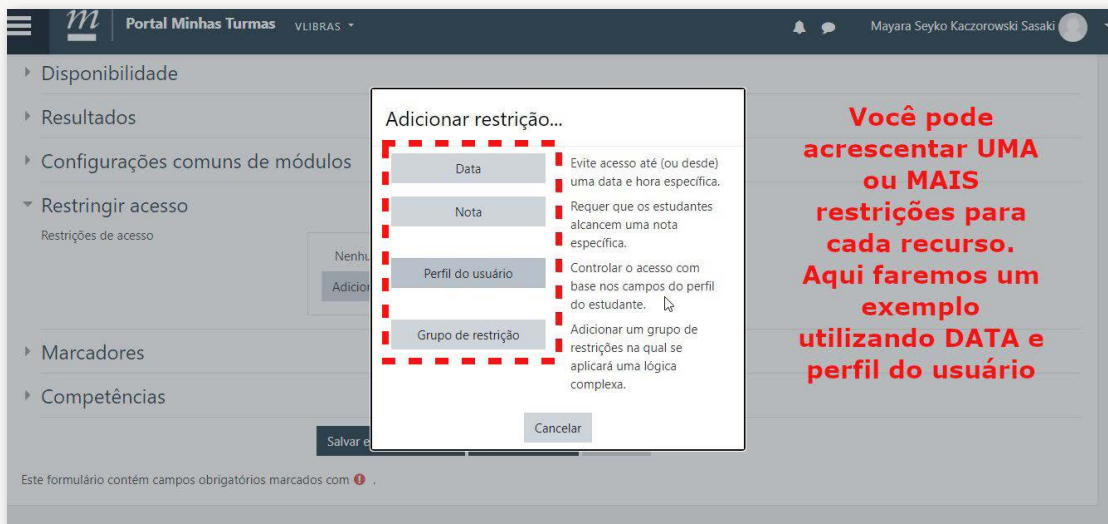 m
Portal Minhas Turmas VLIBRAS
Mayara Seyko Kaczorowski Sasaki
Disponibilidade
Resultados
Configurações comuns de módulos
Restringir acesso
Restrições de acesso
Nenhu
Adicion
Marcadores
Competências
Salvar e
Este formulário contém campos obrigatórios marcados com .
Adicionar restrição...
Data
Evite acesso até (ou desde)
uma data e hora específica.
Nota
Requer que os estudantes
alcancem uma nota
específica.
Perfil do usuário
Controlar o acesso com
base nos campos do perfil
do estudante.
Grupo de restrição
Adicionar um grupo de
restrições na qual se
aplicará uma lógica
complexa.
Cancelar
Você pode
acrescentar UMA
ou MAIS
restrições para
cada recurso.
Aqui faremos um
exemplo
utilizando DATA e
perfil do usuário